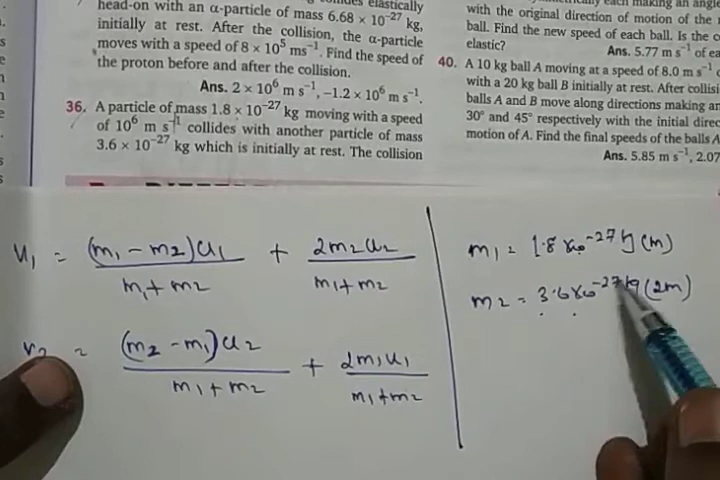 head-on with an α-particle of mass 6.68 × 10⁻²⁷ kg,
initially at rest. After the collision, the α-particle
moves with a speed of 8 × 10⁵ ms⁻¹. Find the speed of
the proton before and after the collision.
Ans. 2 × 10⁶ m s⁻¹, –1.2 × 10⁶ m s⁻¹.
36. A particle of mass 1.8 × 10⁻²⁷ kg moving with a speed
of 10⁶ m s⁻¹ collides with another particle of mass
3.6 × 10⁻²⁷ kg which is initially at rest. The collision
each making an angle
with the original direction of motion of the
ball. Find the new speed of each ball. Is the
elastic?
Ans. 5.77 m s⁻¹ of
40. A 10 kg ball A moving at a speed of 8.0 m s⁻¹
with a 20 kg ball B initially at rest. After
balls A and B move along directions making
30° and 45° respectively with the initial
motion of A. Find the final speeds of the balls A
Ans. 5.85 m s⁻¹, 2.07
u₁ = (m₁ – m₂)u₁ / m₁ + m₂ + 2m₂u₂ / m₁ + m₂
v₂ = (m₂ – m₁)u₂ / m₁ + m₂ + 2m₁u₁ / m₁ + m₂
m₁ = 1.8 × 10⁻²⁷ kg (m)
m₂ = 3.6 × 10⁻²⁷ kg (2m)